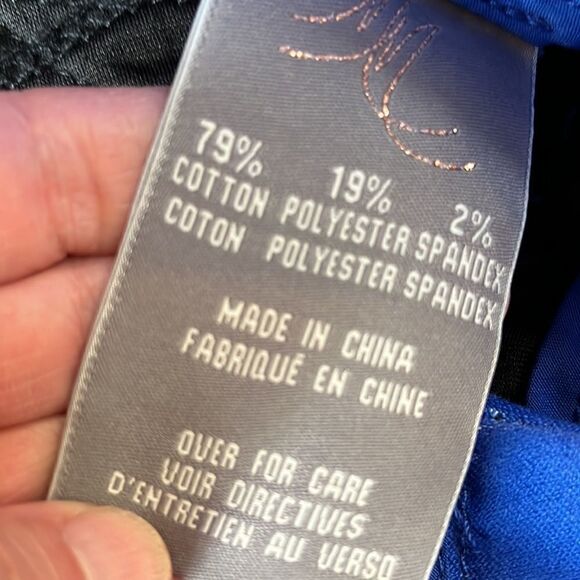 79% 19% 2%
COTTON POLYESTER SPANDEX
COTON POLYESTER SPANDEX
MADE IN CHINA
FABRIQUÉ EN CHINE
OVER FOR CARE
VOIR DIRECTIVES
D'ENTRETIEN AU VERSO